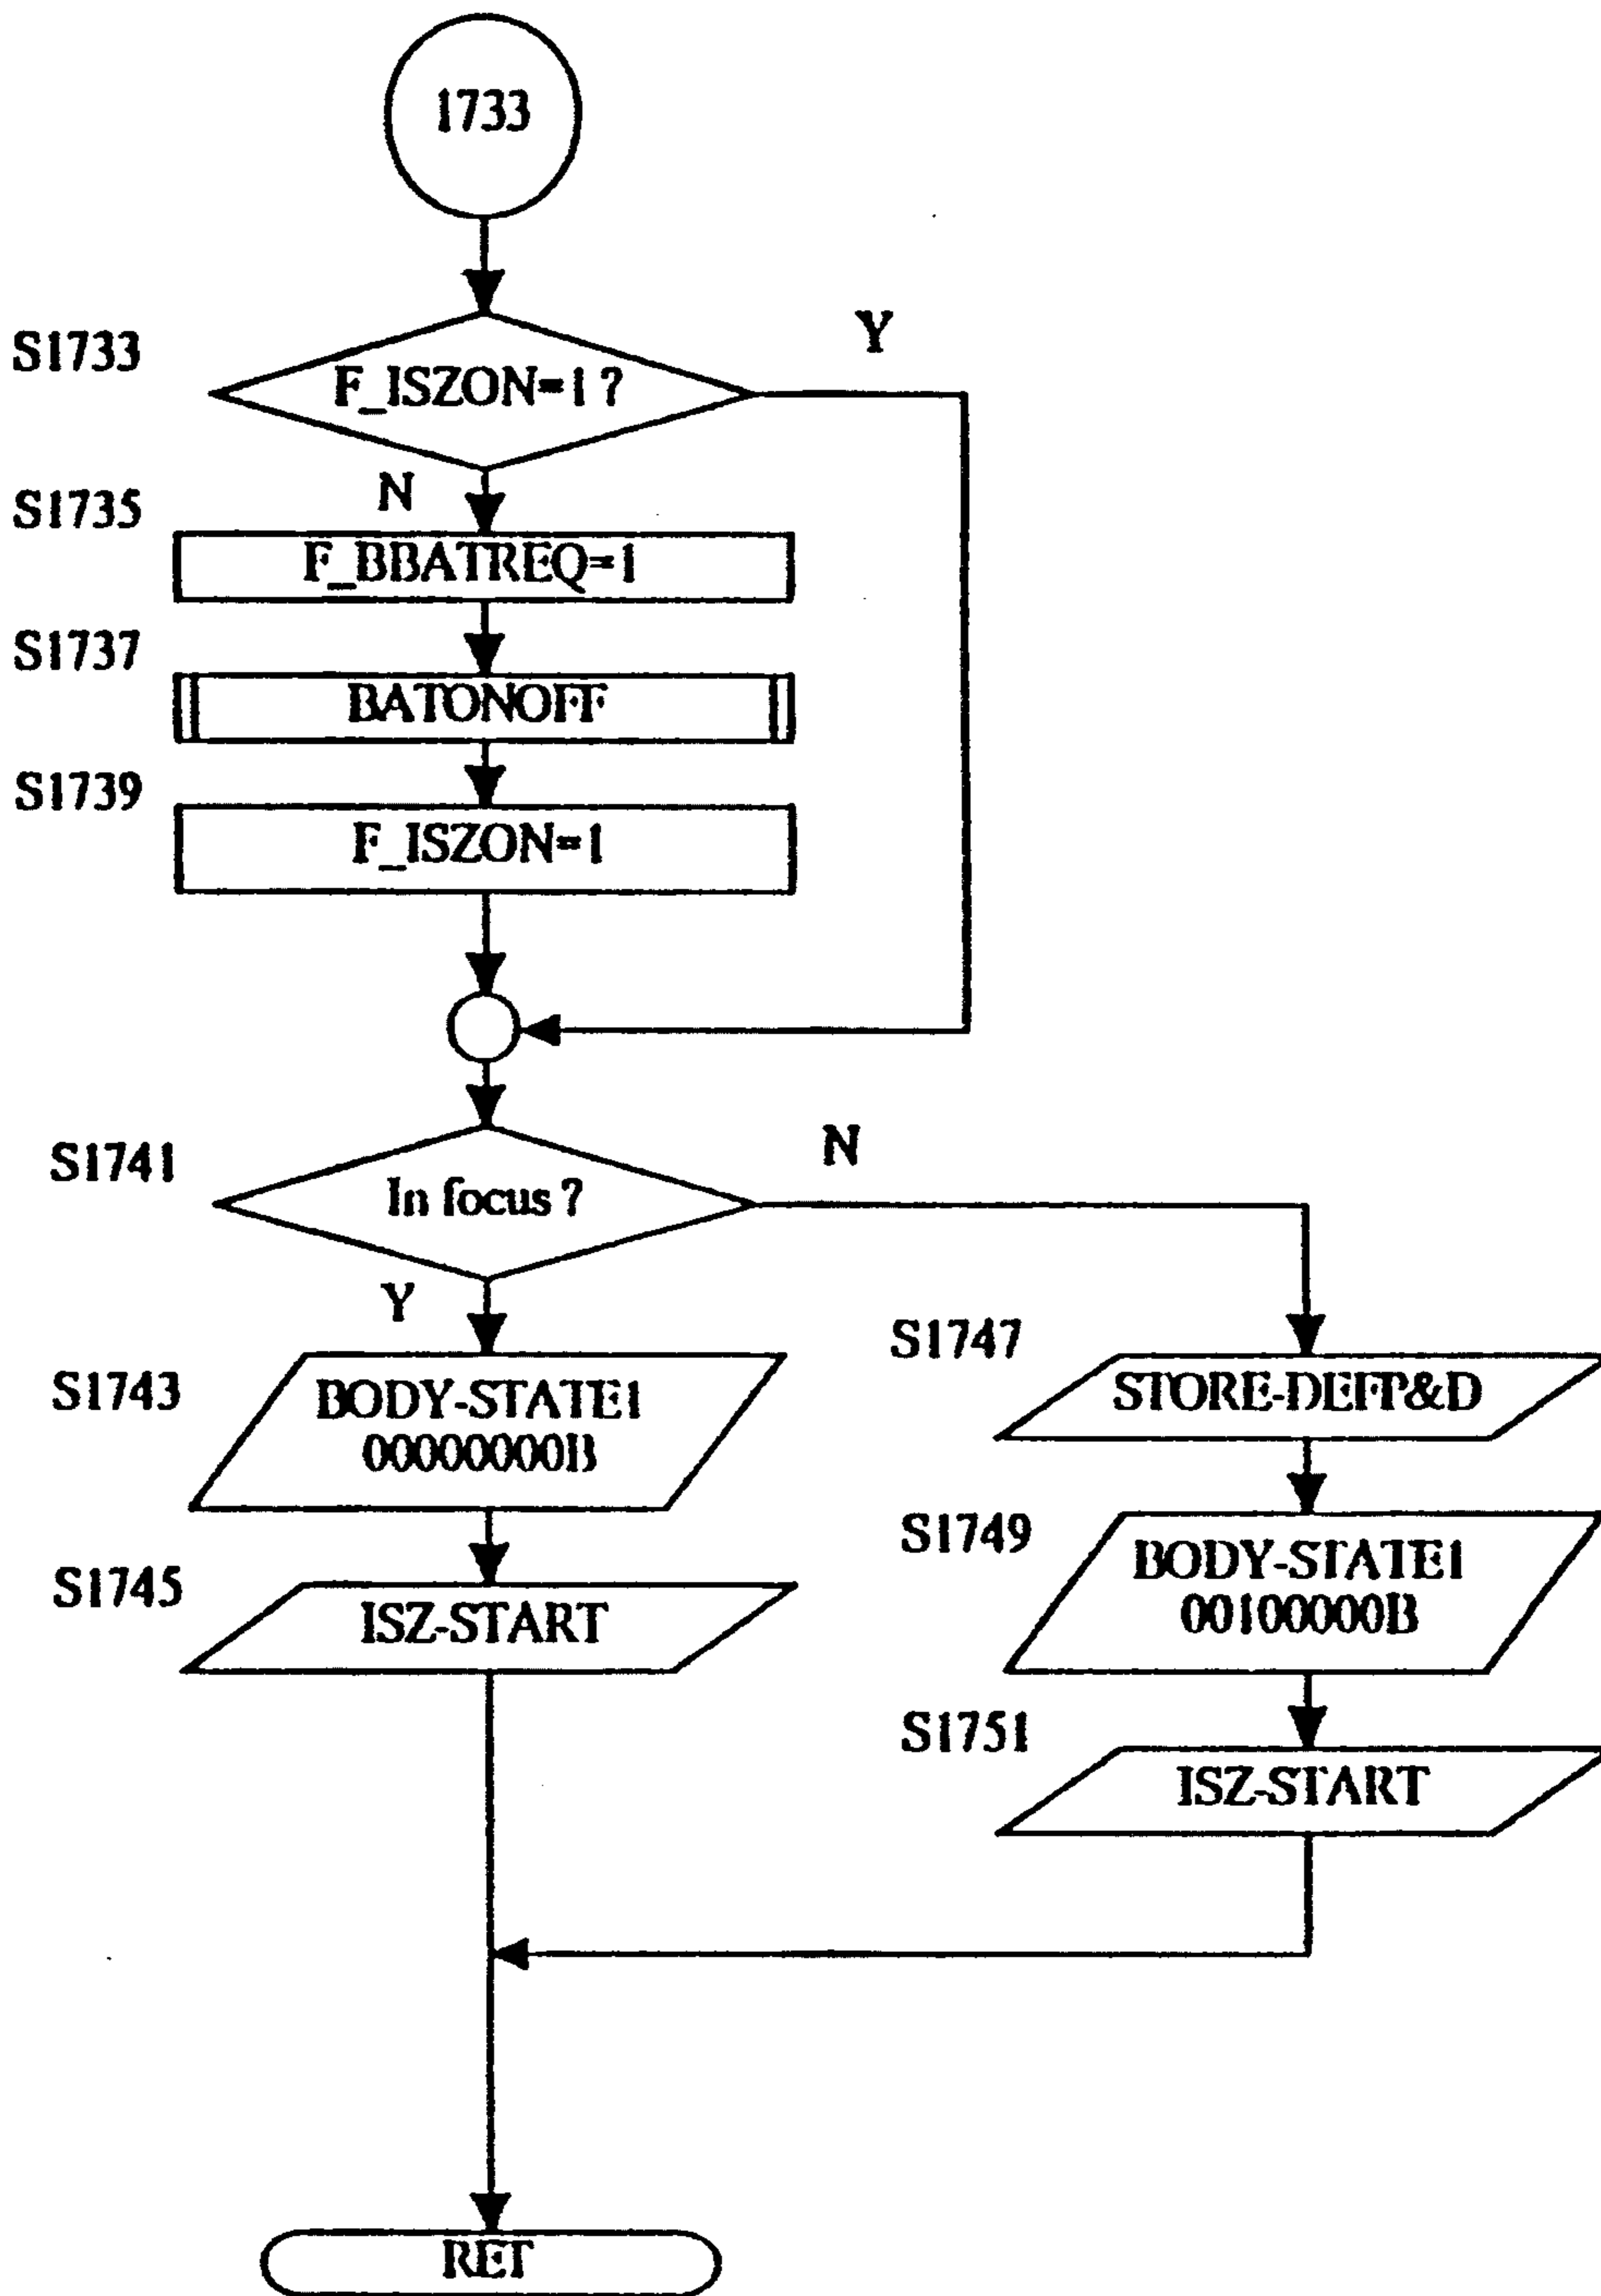 1733
S1733
F_ISZON=1 ?
Y
N
S1735
F_BBATREQ=1
S1737
BATONOFF
S1739
F_ISZON=1
S1741
In focus ?
N
Y
S1743
BODY-STATE1
00000000B
S1745
ISZ-START
S1747
STORE-DEFP&D
S1749
BODY-STATE1
00100000B
S1751
ISZ-START
RET